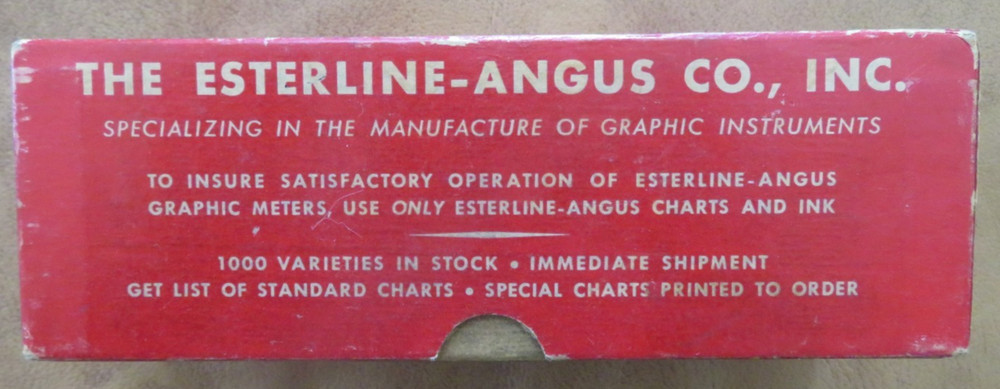 THE ESTERLINE-ANGUS CO., INC.
SPECIALIZING IN THE MANUFACTURE OF GRAPHIC INSTRUMENTS
TO INSURE SATISFACTORY OPERATION OF ESTERLINE-ANGUS
GRAPHIC METERS, USE ONLY ESTERLINE-ANGUS CHARTS AND INK
1000 VARIETIES IN STOCK • IMMEDIATE SHIPMENT
GET LIST OF STANDARD CHARTS • SPECIAL CHARTS PRINTED TO ORDER